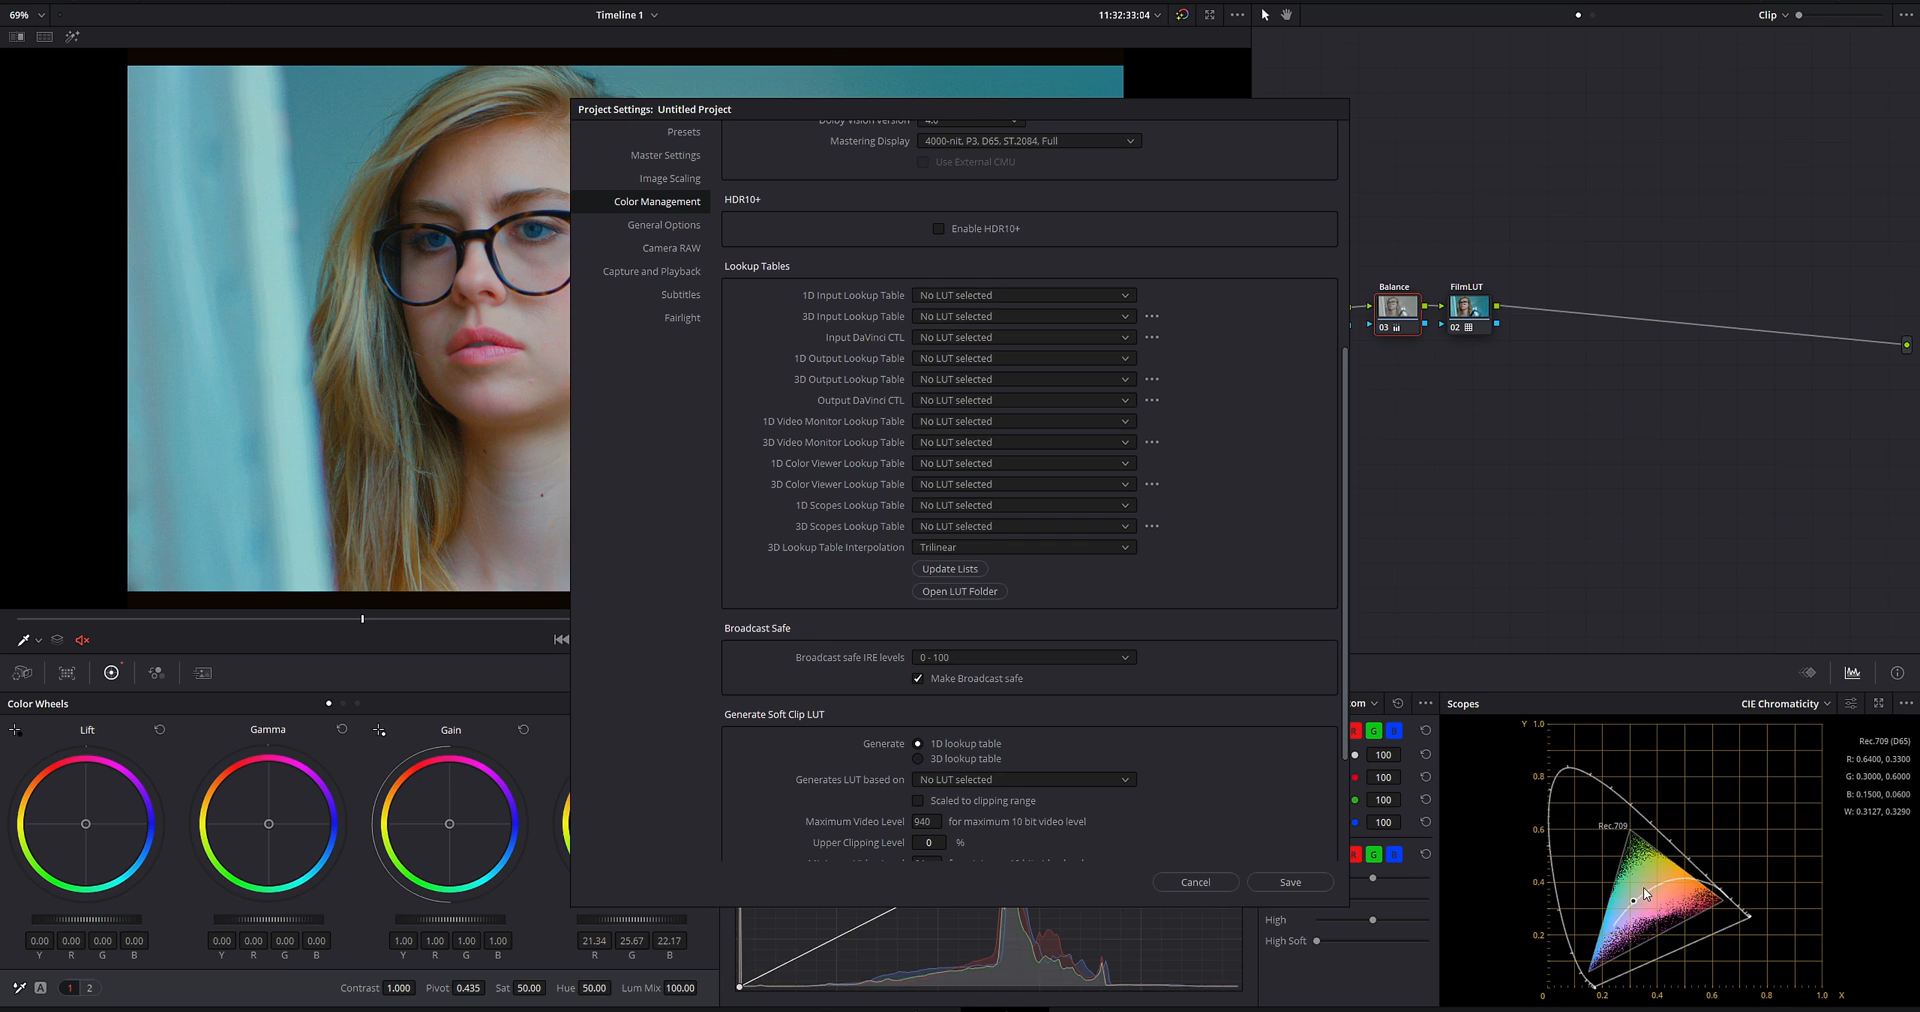 69%
Timeline 1
11:32:33:04
Clip
Project Settings: Untitled Project
Presets
Master Settings
Image Scaling
Color Management
General Options
Camera RAW
Capture and Playback
Subtitles
Fairlight
Dolby Vision Version 4.0
Mastering Display 4000-nit, P3, D65, ST.2084, Full
Use External CMU
HDR10+
Enable HDR10+
Lookup Tables
1D Input Lookup Table No LUT selected
3D Input Lookup Table No LUT selected
Input DaVinci CTL No LUT selected
1D Output Lookup Table No LUT selected
3D Output Lookup Table No LUT selected
Output DaVinci CTL No LUT selected
1D Video Monitor Lookup Table No LUT selected
3D Video Monitor Lookup Table No LUT selected
1D Color Viewer Lookup Table No LUT selected
3D Color Viewer Lookup Table No LUT selected
1D Scopes Lookup Table No LUT selected
3D Scopes Lookup Table No LUT selected
3D Lookup Table Interpolation Trilinear
Update Lists
Open LUT Folder
Broadcast Safe
Broadcast safe IRE levels 0 - 100
Make Broadcast safe
Generate Soft Clip LUT
Generate 1D lookup table
3D lookup table
Generates LUT based on No LUT selected
Scaled to clipping range
Maximum Video Level 940 for maximum 10 bit video level
Upper Clipping Level 0 %
Cancel
Save
Balance
FilmLUT
03
02
Color Wheels
Lift
Gamma
Gain
0.00 0.00 0.00 0.00
Y R G B
0.00 0.00 0.00 0.00
Y R G B
1.00 1.00 1.00 1.00
Y R G B
21.34 25.67 22.17
R G B
A
1 2
Contrast 1.000
Pivot 0.435
Sat 50.00
Hue 50.00
Lum Mix 100.00
om
R G B
100
100
100
100
R G B
High
High Soft
Scopes
CIE Chromaticity
Y 1.0
0.8
0.6
0.4
0.2
0 0.2 0.4 0.6 0.8 1.0 X
Rec.709
Rec.709 (D65)
R: 0.6400, 0.3300
G: 0.3000, 0.6000
B: 0.1500, 0.0600
W: 0.3127, 0.3290